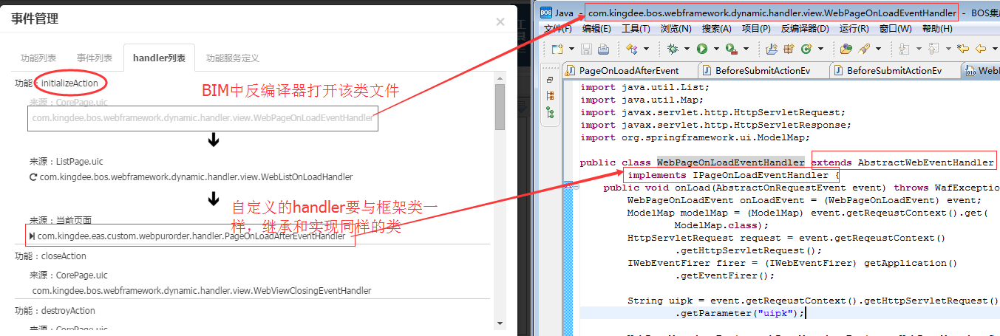 事件管理
×
功能列表 事件列表 handler列表 功能服务定义
功能：initializeAction
来源：CorePage.uic
com.kingdee.bos.webframework.dynamic.handler.view.WebPageOnLoadEventHandler
来源：ListPage.uic
com.kingdee.bos.webframework.dynamic.handler.view.WebListOnLoadHandler
来源：当前页面
com.kingdee.eas.custom.webpurorder.handler.PageOnLoadAfterEventHandler
功能：closeAction
来源：CorePage.uic
com.kingdee.bos.webframework.dynamic.handler.view.WebViewClosingEventHandler
功能：destroyAction
来源：CorePage.uic
BIM中反编译器打开该类文件
自定义的handler要与框架类一
样，继承和实现同样的类
工
具
BOS Java - com.kingdee.bos.webframework.dynamic.handler.view.WebPageOnLoadEventHandler - BOS集成
文件(F) 编辑(E) 工具(T) 浏览(N) 搜索(A) 项目(P) 反编译器(D) 运行(R) 窗口(W) 帮助(H)
PageOnLoadAfterEvent BeforeSubmitActionEv BeforeSubmitActionEv WebP
import java.util.List;
import java.util.Map;
import javax.servlet.http.HttpServletRequest;
import javax.servlet.http.HttpServletResponse;
import org.springframework.ui.ModelMap;
public class WebPageOnLoadEventHandler extends AbstractWebEventHandler
implements IPageOnLoadEventHandler {
public void onLoad(AbstractOnRequestEvent event) throws WafExceptio
WebPageOnLoadEvent onLoadEvent = (WebPageOnLoadEvent) event;
ModelMap modelMap = (ModelMap) event.getReqeustContext().get(
ModelMap.class);
HttpServletRequest request = event.getReqeustContext()
.getHttpServletRequest();
IWebEventFirer firer = (IWebEventFirer) getApplication()
.getEventFirer();
String uipk = event.getReqeustContext().getHttpServletRequest()
.getParameter("uipk");